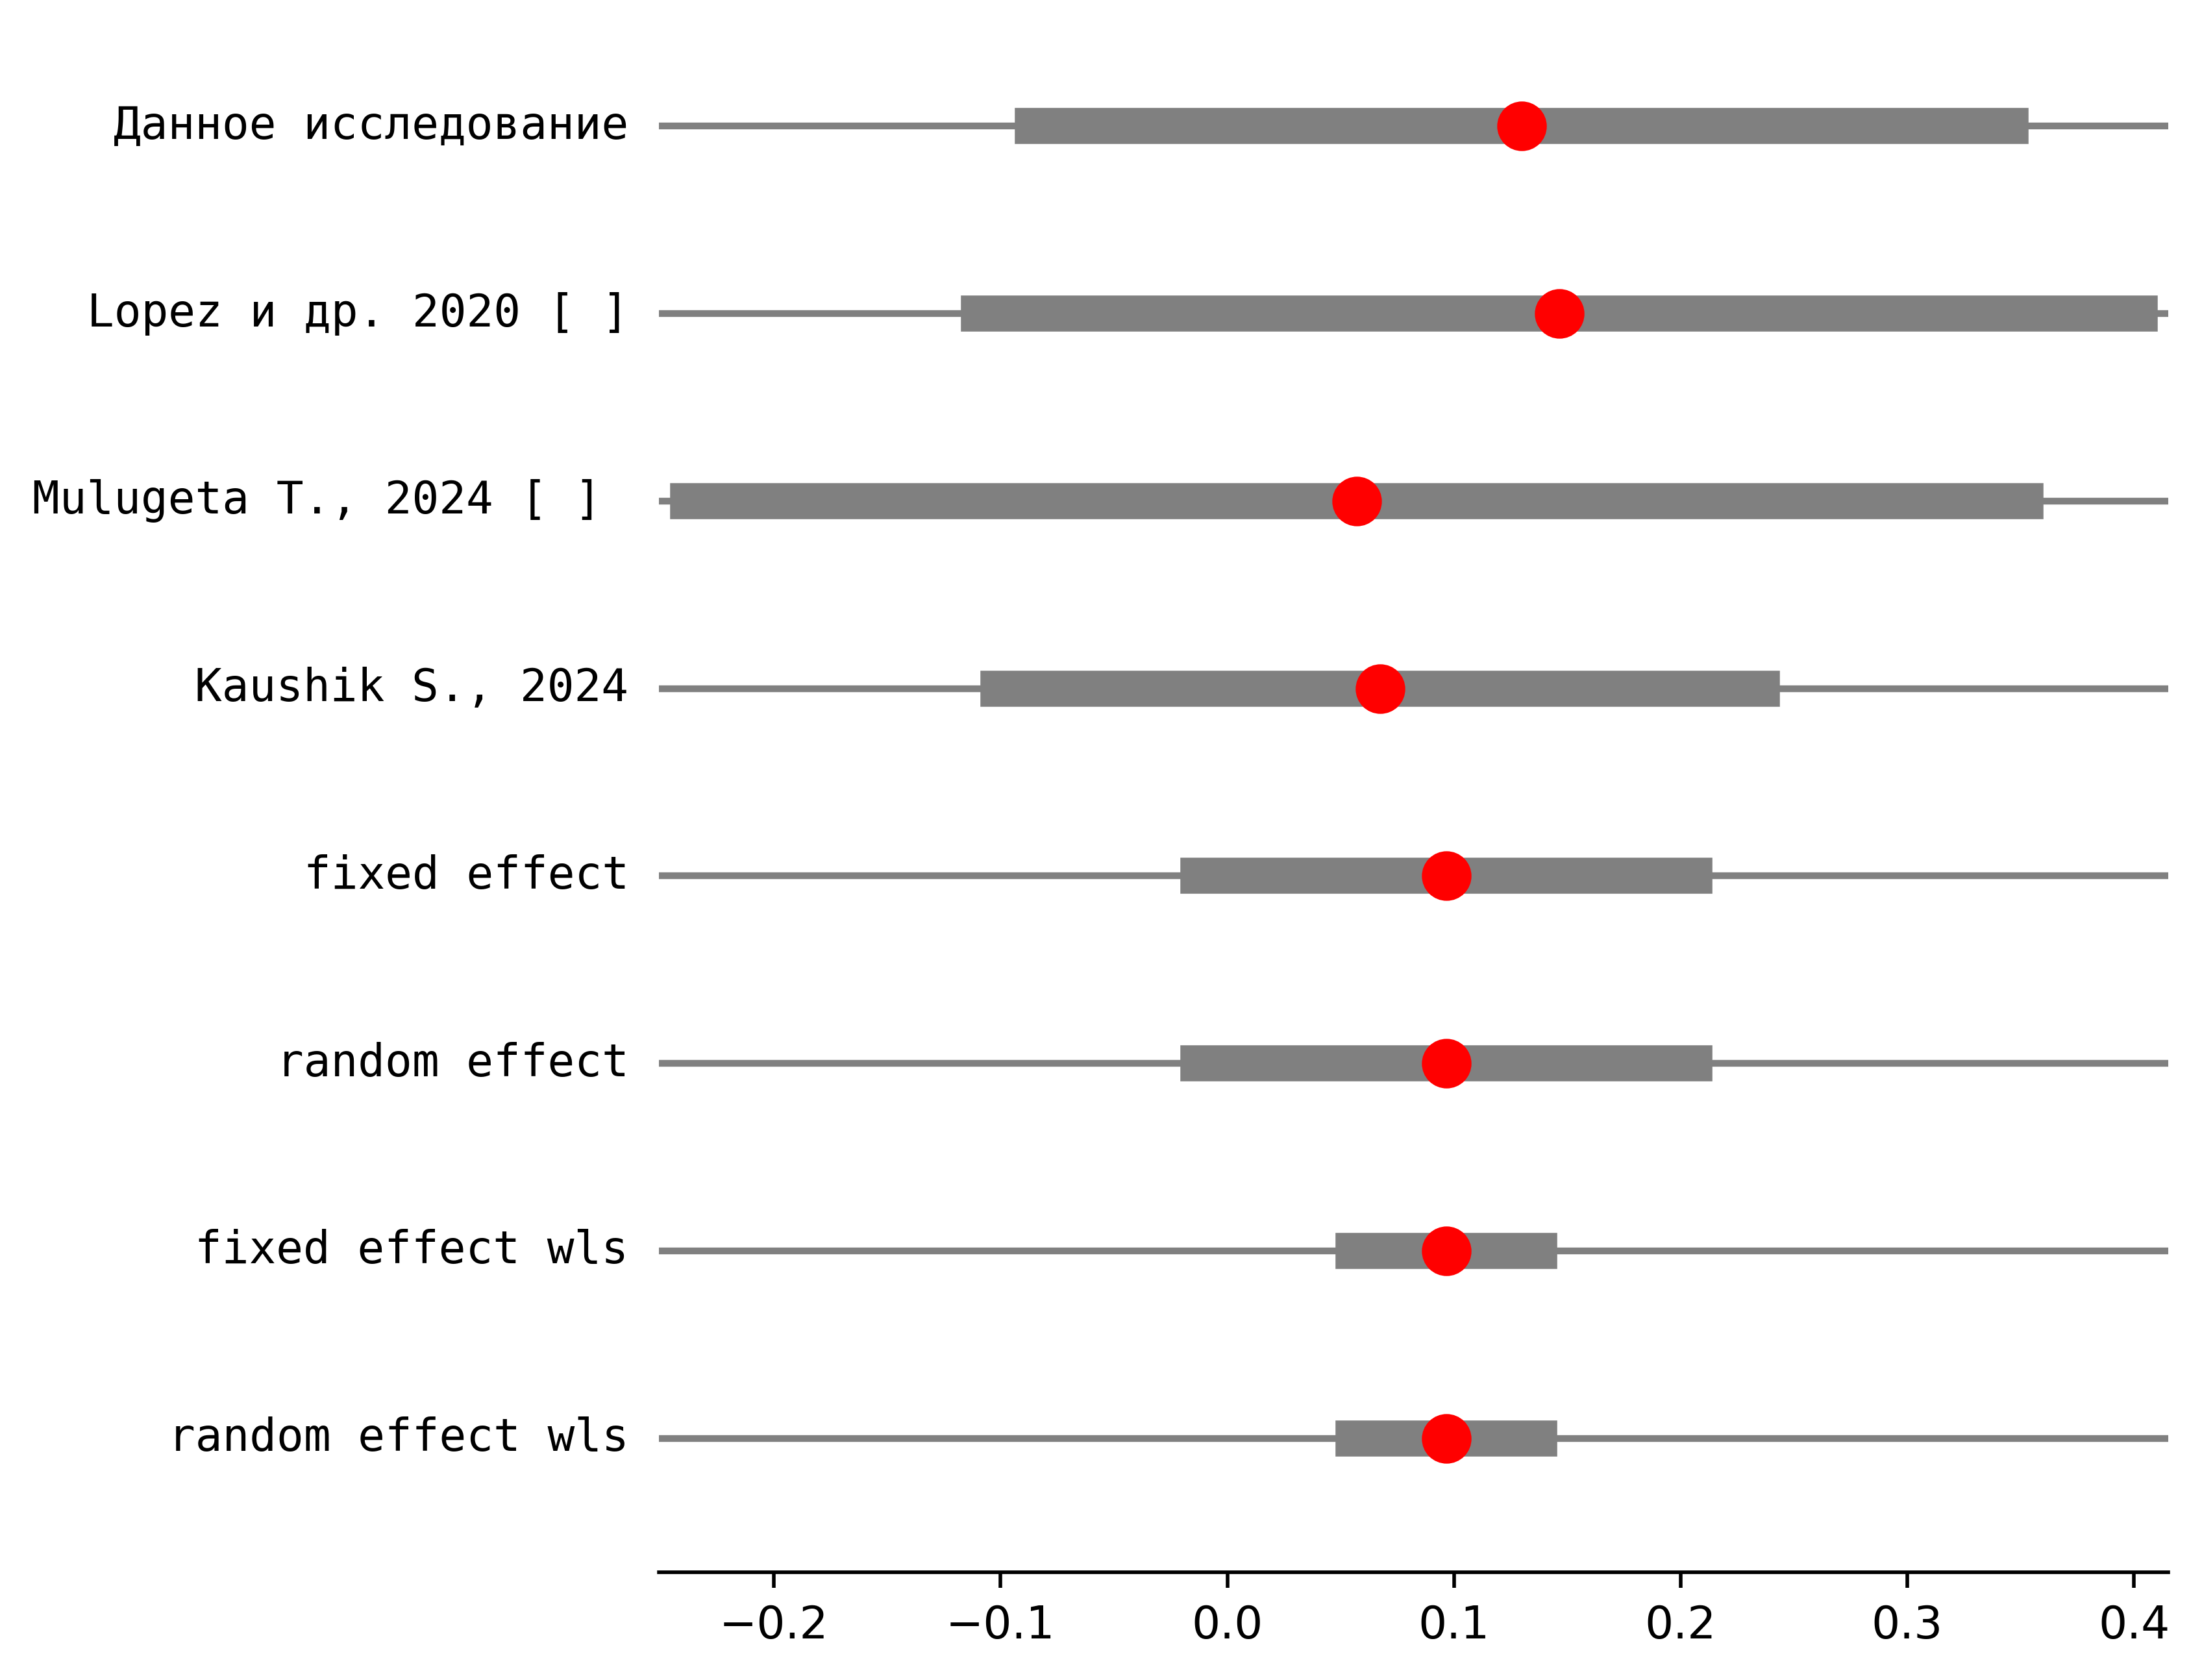 Данное исследование
Lopez и др. 2020 [ ]
Mulugeta T., 2024 [ ]
Kaushik S., 2024
fixed effect
random effect
fixed effect wls
random effect wls
−0.2 −0.1 0.0 0.1 0.2 0.3 0.4